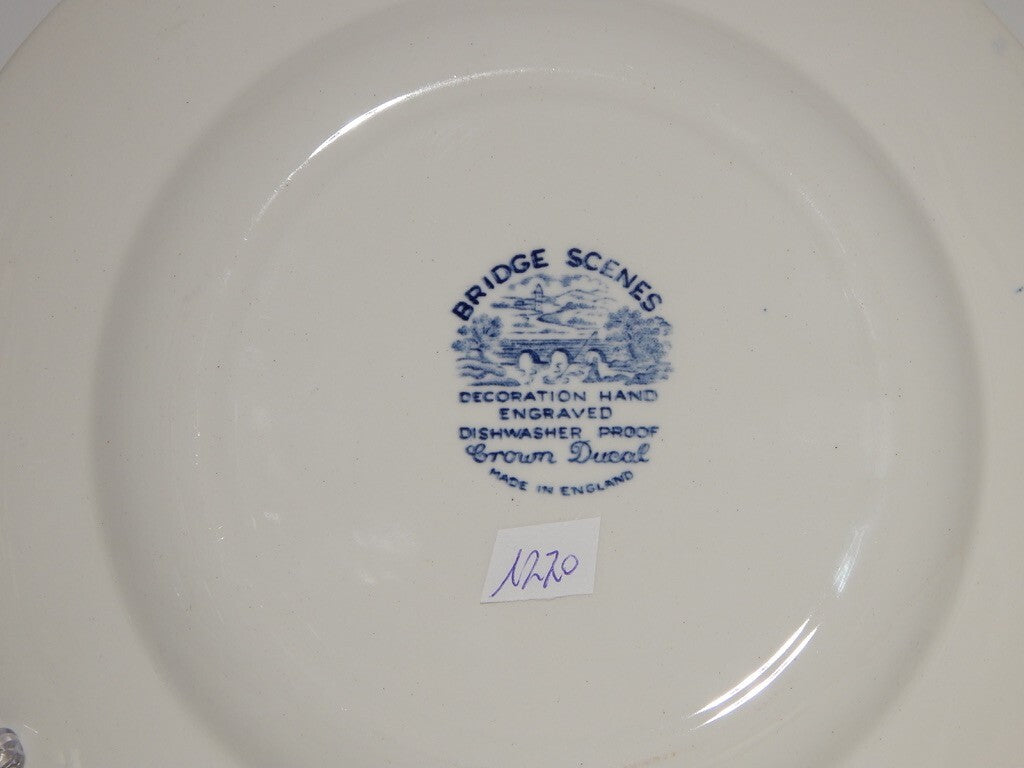 BRIDGE SCENES
DECORATION HAND
ENGRAVED
DISHWASHER PROOF
Crown Ducal
MADE IN ENGLAND
1220